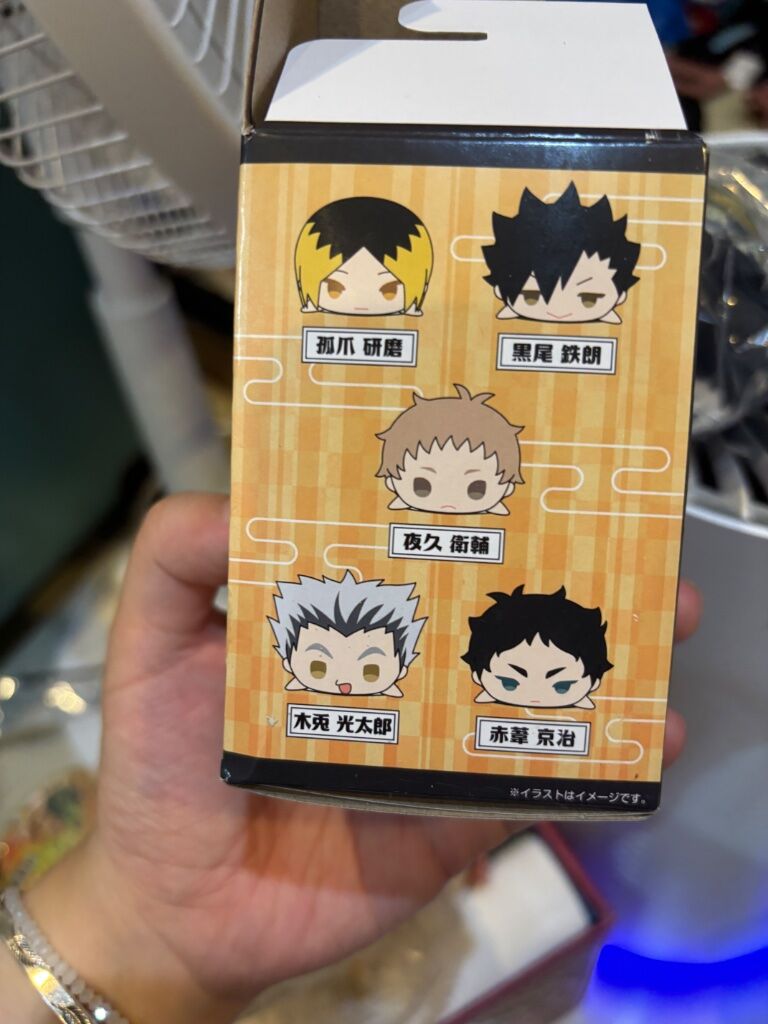 孤爪 研磨
黒尾 鉄朗
夜久 衛輔
木兎 光太郎
赤葦 京治
※イラストはイメージです。